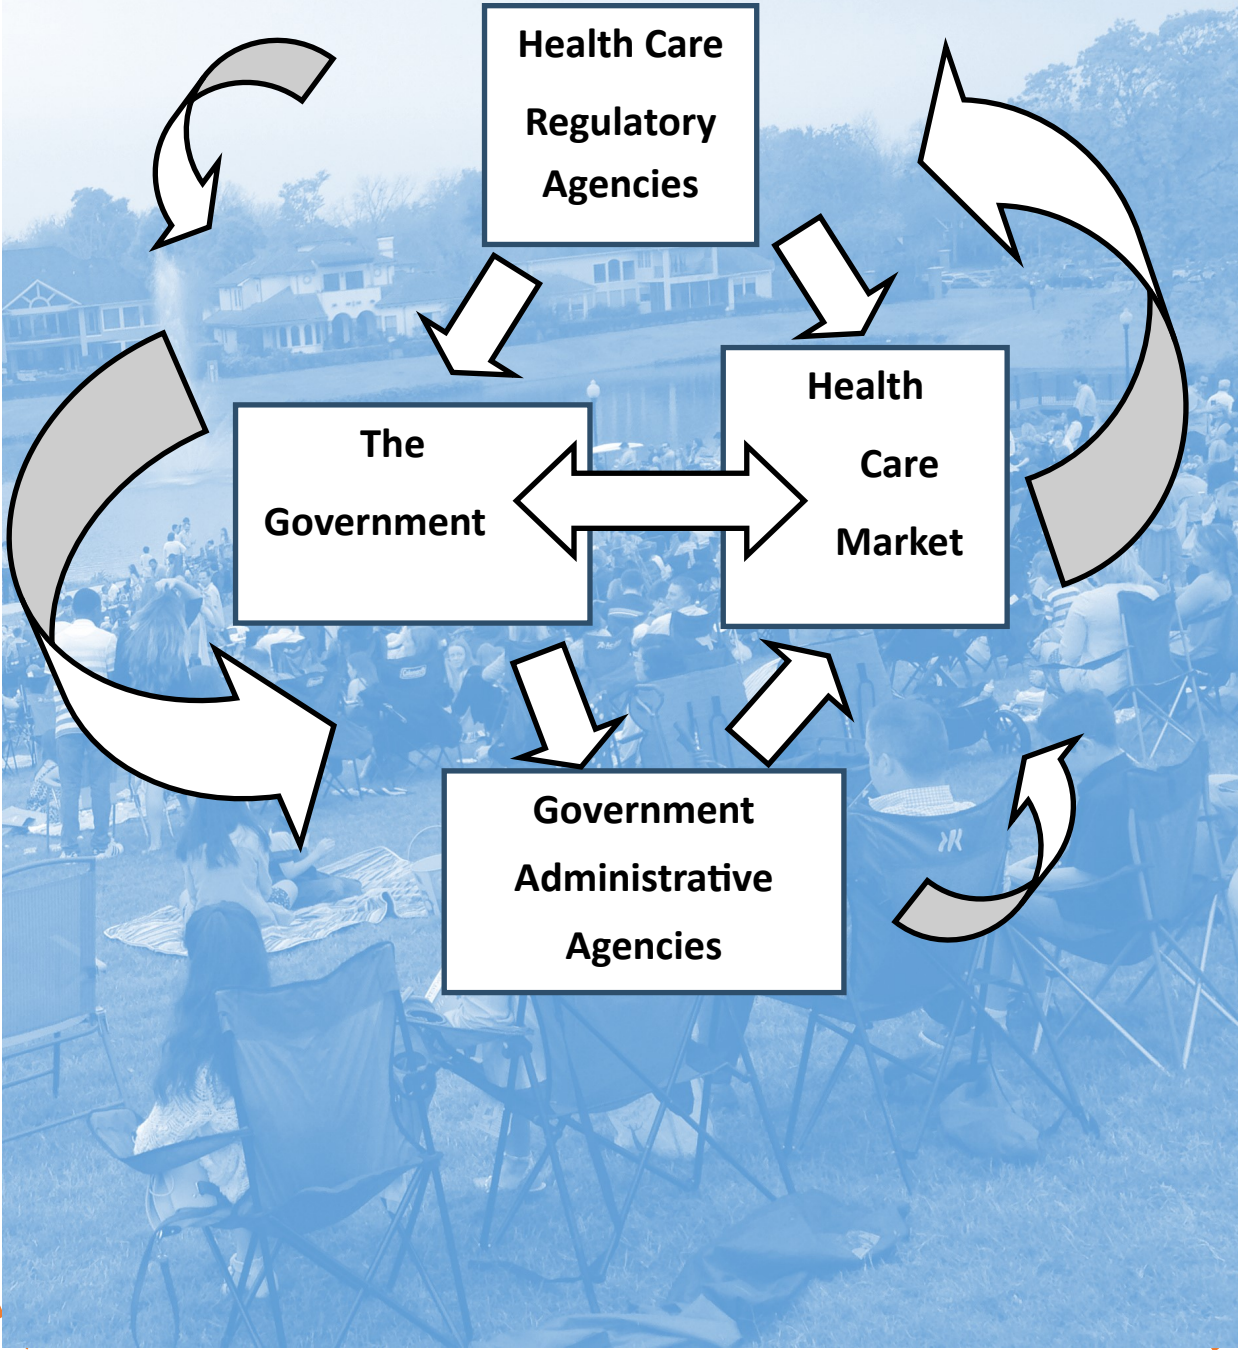 Health Care
Regulatory
Agencies
The
Government
Health
Care
Market
Government
Administrative
Agencies